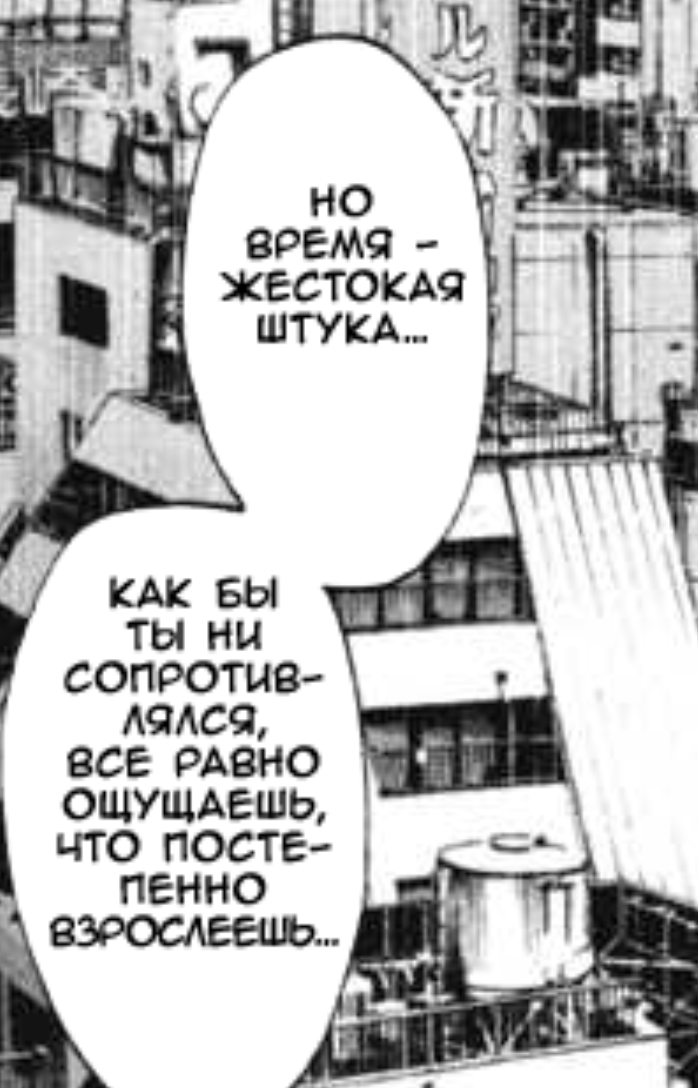 НО
ВРЕМЯ –
ЖЕСТОКАЯ
ШТУКА...
КАК БЫ
ТЫ НИ
СОПРОТИВ-
ЛЯЛСЯ,
ВСЕ РАВНО
ОЩУЩАЕШЬ,
ЧТО ПОСТЕ-
ПЕННО
ВЗРОСЛЕЕШЬ...